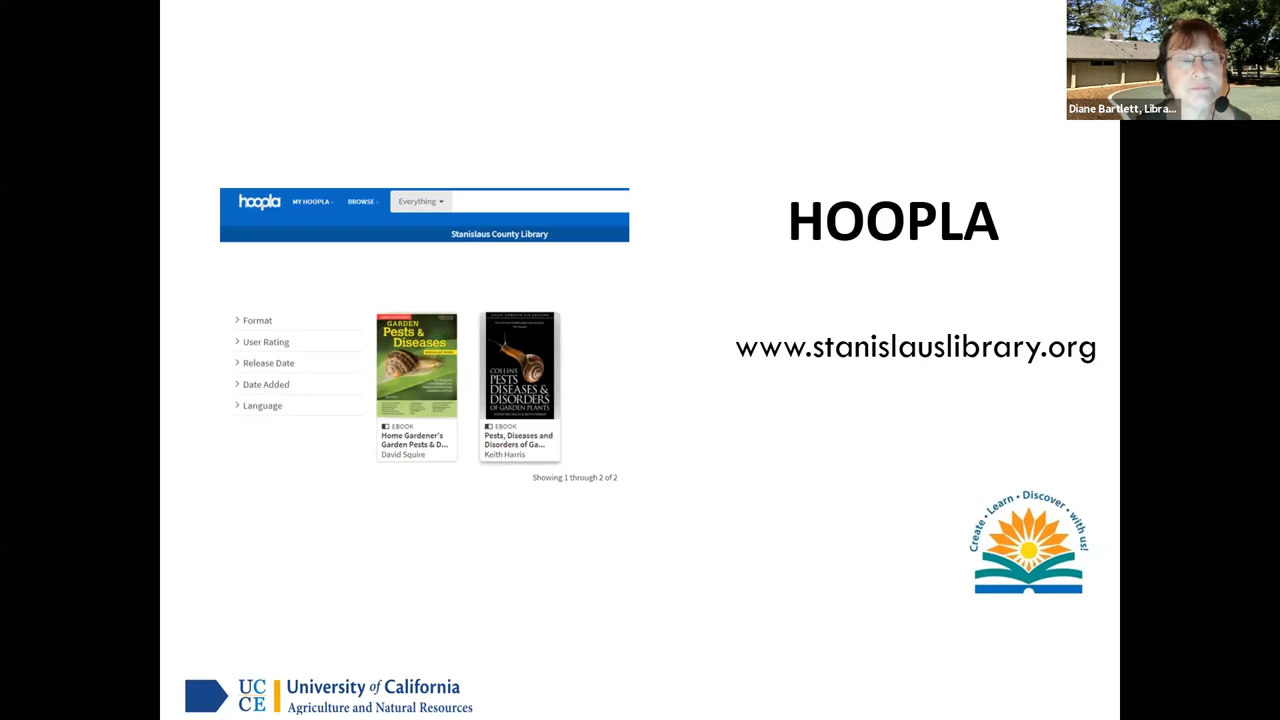 Diane Bartlett, Libra...
hoopla
MY HOOPLA
BROWSE
Everything
Stanislaus County Library
HOOPLA
www.stanislauslibrary.org
Format
User Rating
Release Date
Date Added
Language
GARDEN
Pests &
Diseases
EBOOK
Home Gardener's
Garden Pests & D...
David Squire
COLLINS
PESTS
DISEASES &
DISORDERS
OF GARDEN PLANTS
EBOOK
Pests, Diseases and
Disorders of Ga...
Keith Harris
Showing 1 through 2 of 2
Create • Learn • Discover • with us!
UC
CE
University of California
Agriculture and Natural Resources